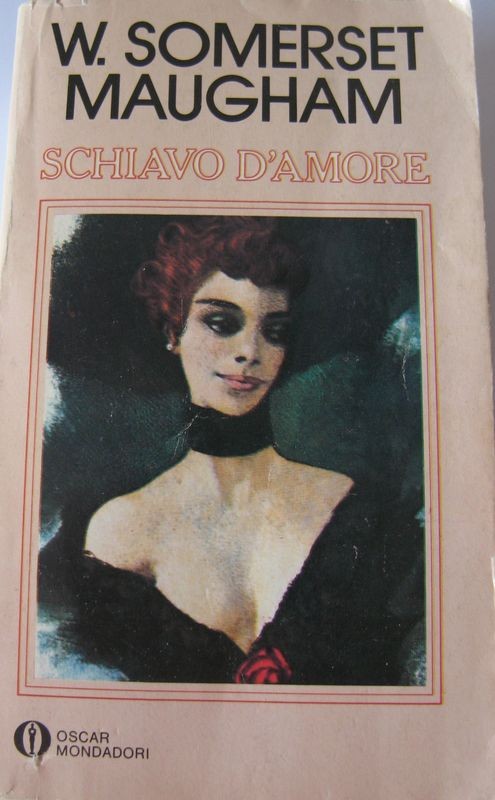 W. SOMERSET
MAUGHAM
SCHIAVO D'AMORE
OSCAR
MONDADORI